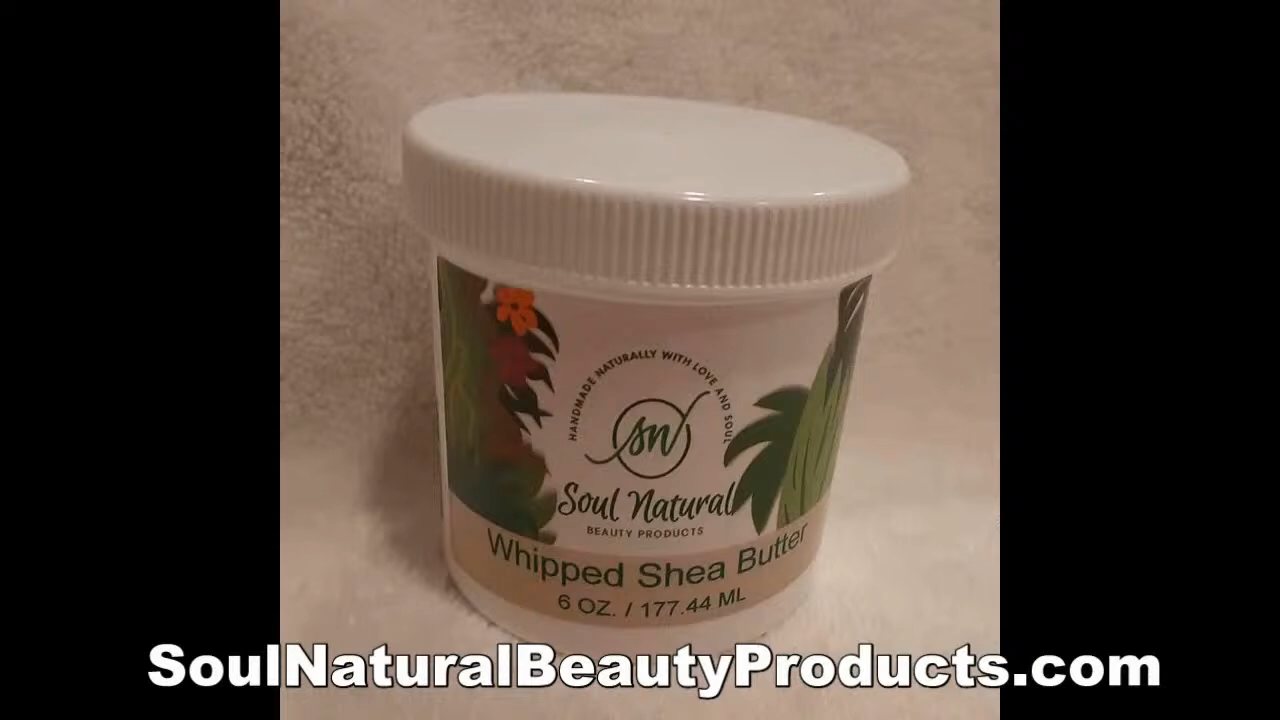 HANDMADE NATURALLY WITH LOVE AND SOUL
sn
Soul Natural
BEAUTY PRODUCTS
Whipped Shea Butter
6 OZ. / 177.44 ML
SoulNaturalBeautyProducts.com